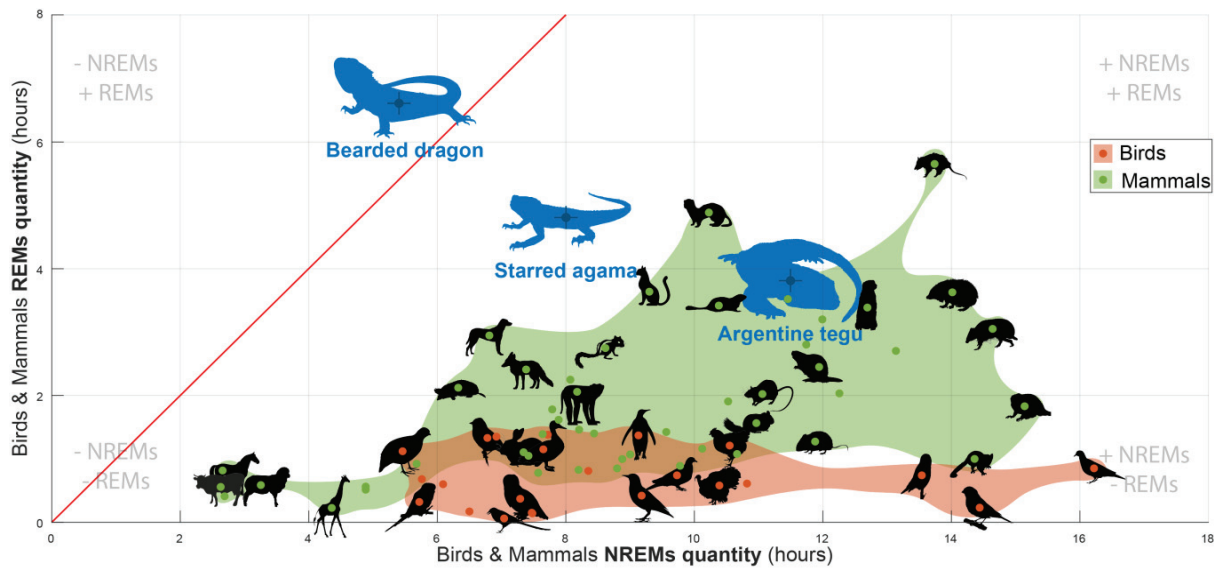 8
- NREMs
+ REMs
+ NREMs
+ REMs
Birds & Mammals REMs quantity (hours)
6
Bearded dragon
Birds
Mammals
Starred agama
4
Argentine tegu
2
- NREMs
- REMs
+ NREMs
- REMs
0
0 2 4 6 8 10 12 14 16 18
Birds & Mammals NREMs quantity (hours)